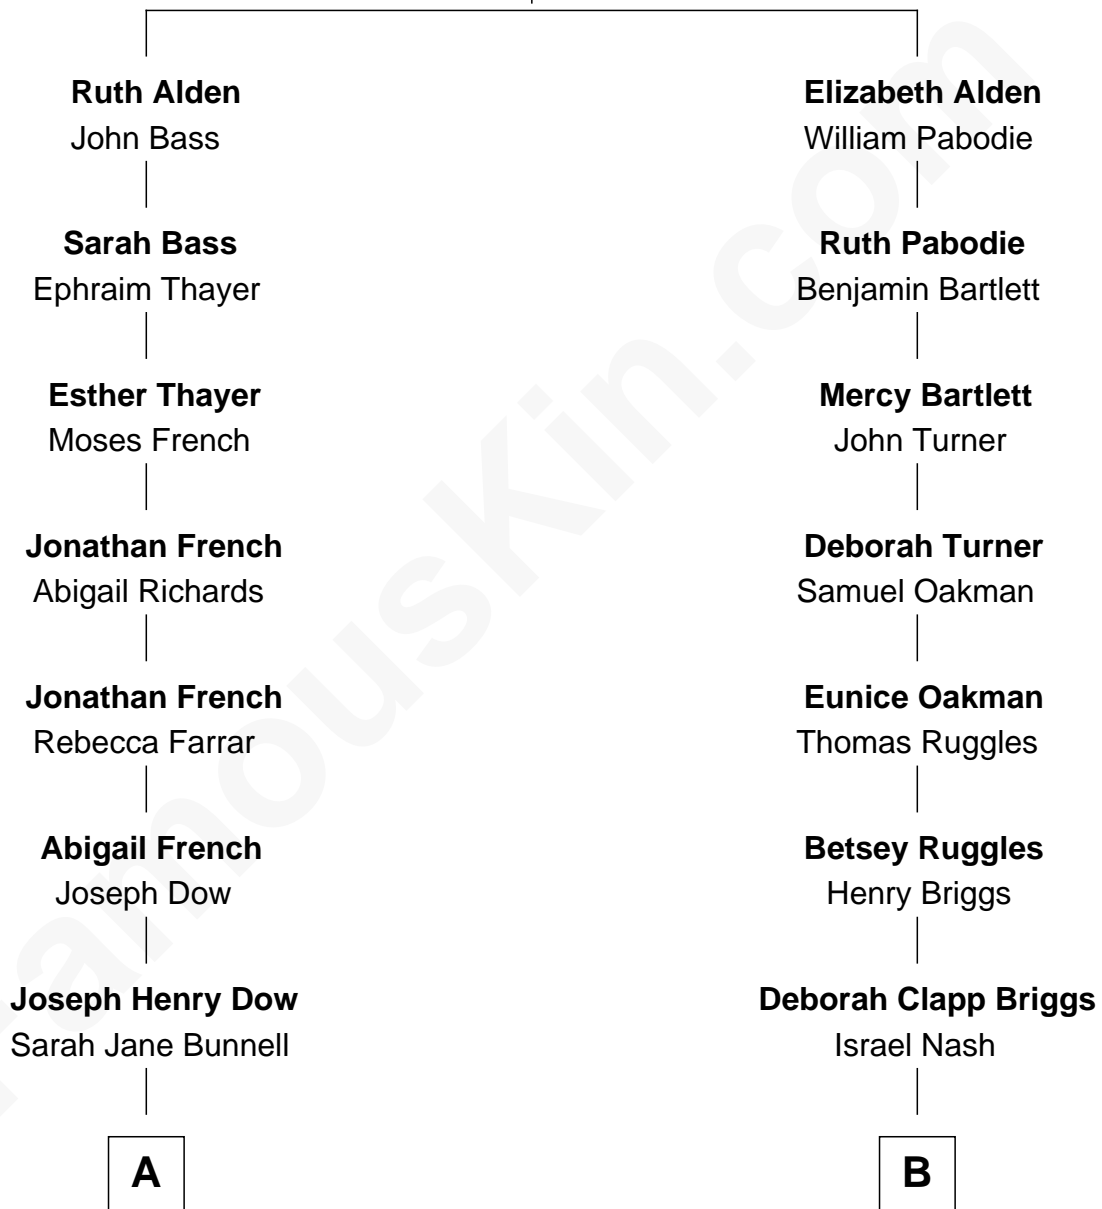 Ruth Alden
John Bass
Elizabeth Alden
William Pabodie
Sarah Bass
Ephraim Thayer
Ruth Pabodie
Benjamin Bartlett
Esther Thayer
Moses French
Mercy Bartlett
John Turner
Jonathan French
Abigail Richards
Deborah Turner
Samuel Oakman
Jonathan French
Rebecca Farrar
Eunice Oakman
Thomas Ruggles
Abigail French
Joseph Dow
Betsey Ruggles
Henry Briggs
Joseph Henry Dow
Sarah Jane Bunnell
Deborah Clapp Briggs
Israel Nash
A
B
FamousKin.com